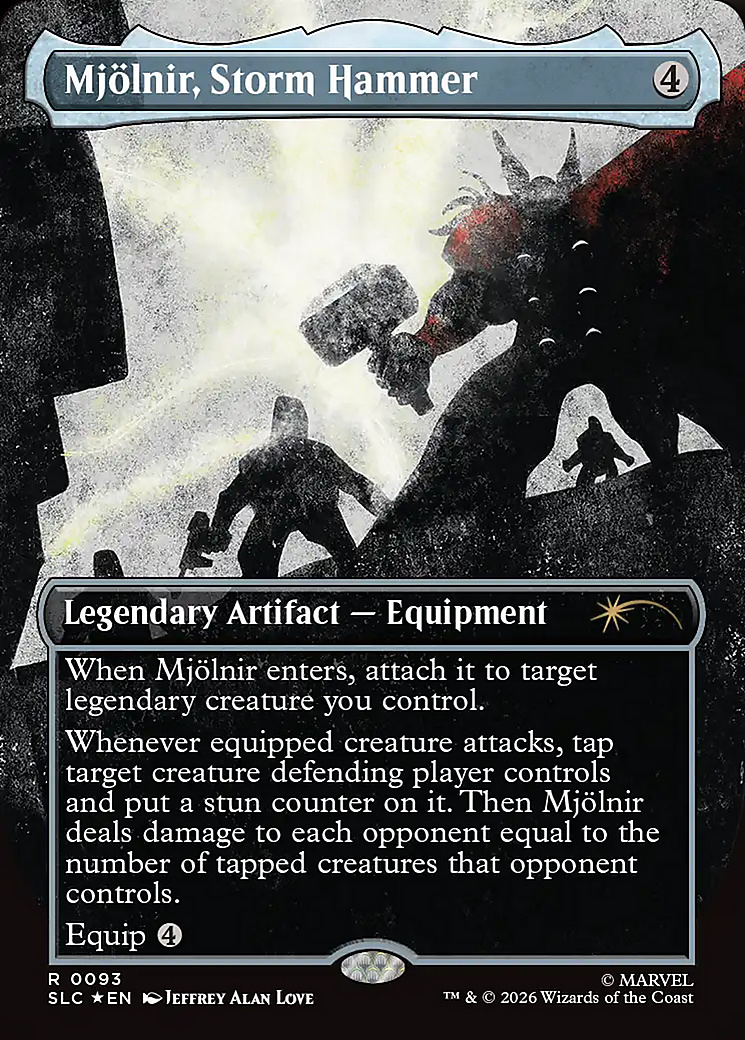 Mjölnir, Storm Hammer 4
Legendary Artifact — Equipment
When Mjölnir enters, attach it to target
legendary creature you control.
Whenever equipped creature attacks, tap
target creature defending player controls
and put a stun counter on it. Then Mjölnir
deals damage to each opponent equal to the
number of tapped creatures that opponent
controls.
Equip 4
R 0093
SLC ★ EN Jeffrey Alan Love
© MARVEL
™ & © 2026 Wizards of the Coast